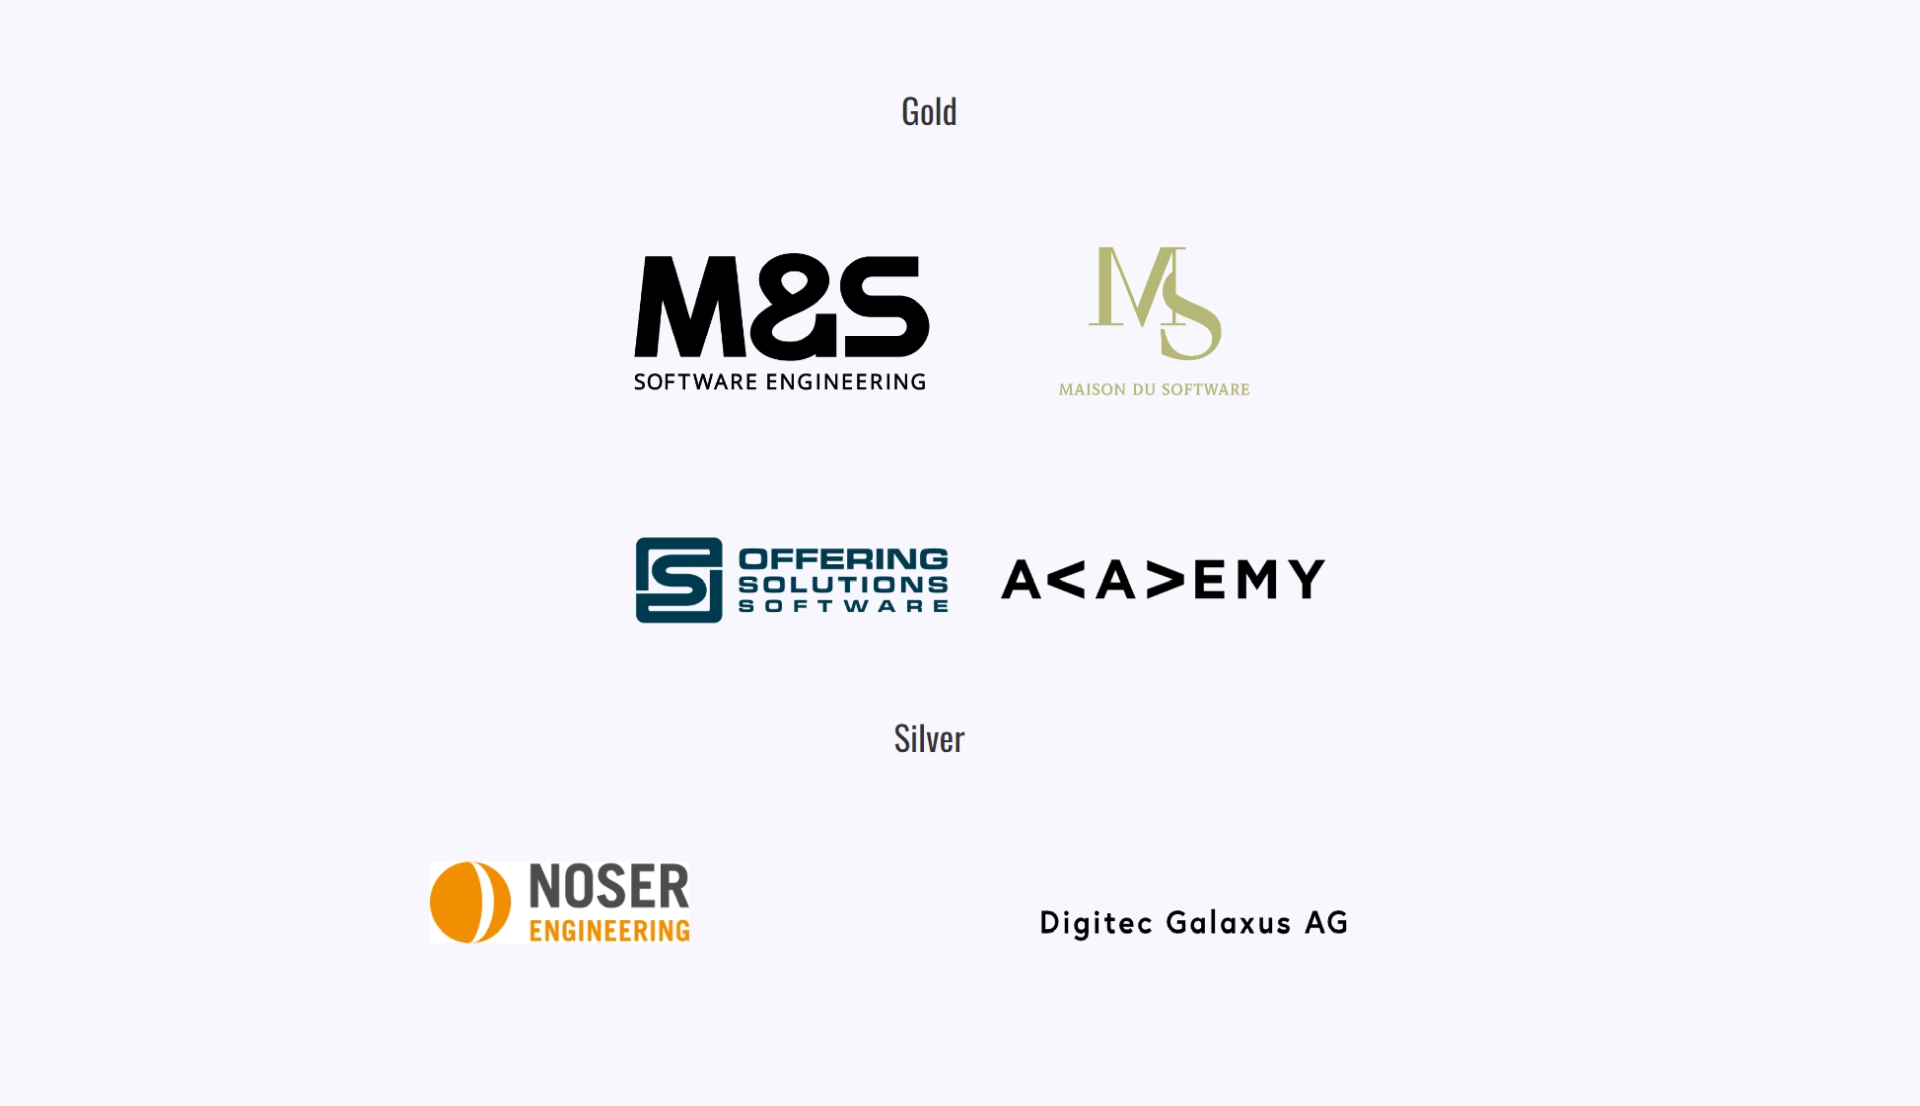 Gold
M&S
SOFTWARE ENGINEERING
MS
MAISON DU SOFTWARE
OFFERING
SOLUTIONS
SOFTWARE
A<A>EMY
Silver
NOSER
ENGINEERING
Digitec Galaxus AG